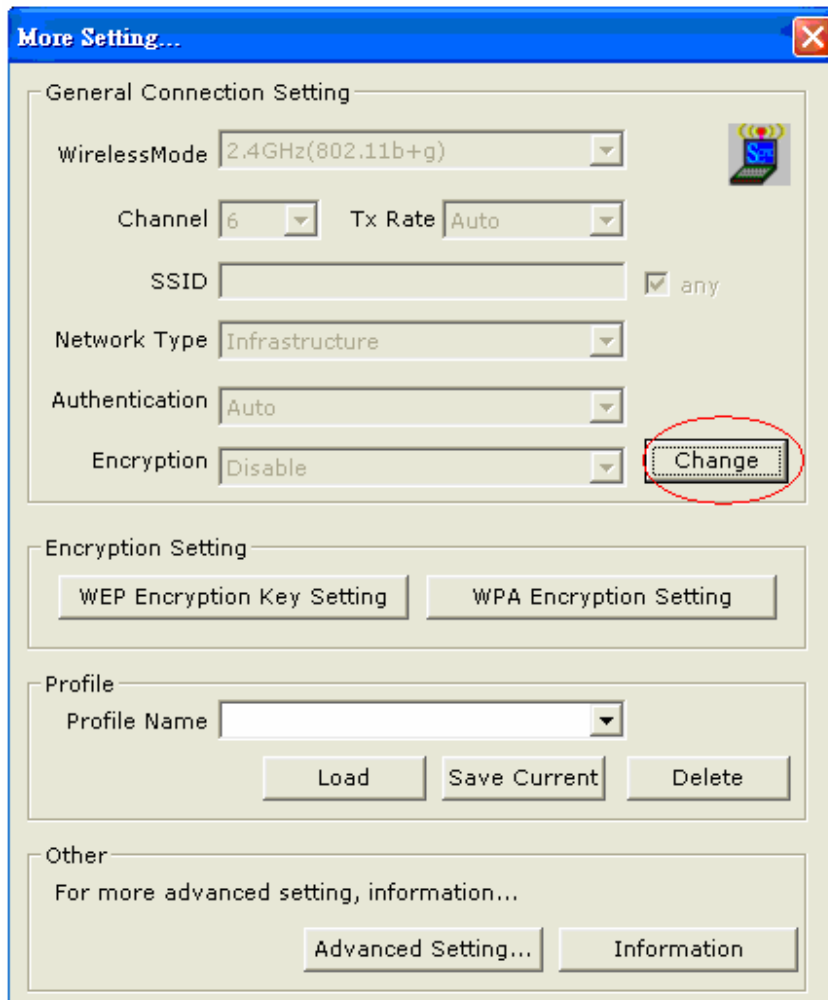 More Setting...
General Connection Setting
WirelessMode 2.4GHz(802.11b+g)
Channel 6 Tx Rate Auto
SSID any
Network Type Infrastructure
Authentication Auto
Encryption Disable Change
Encryption Setting
WEP Encryption Key Setting WPA Encryption Setting
Profile
Profile Name
Load Save Current Delete
Other
For more advanced setting, information...
Advanced Setting... Information